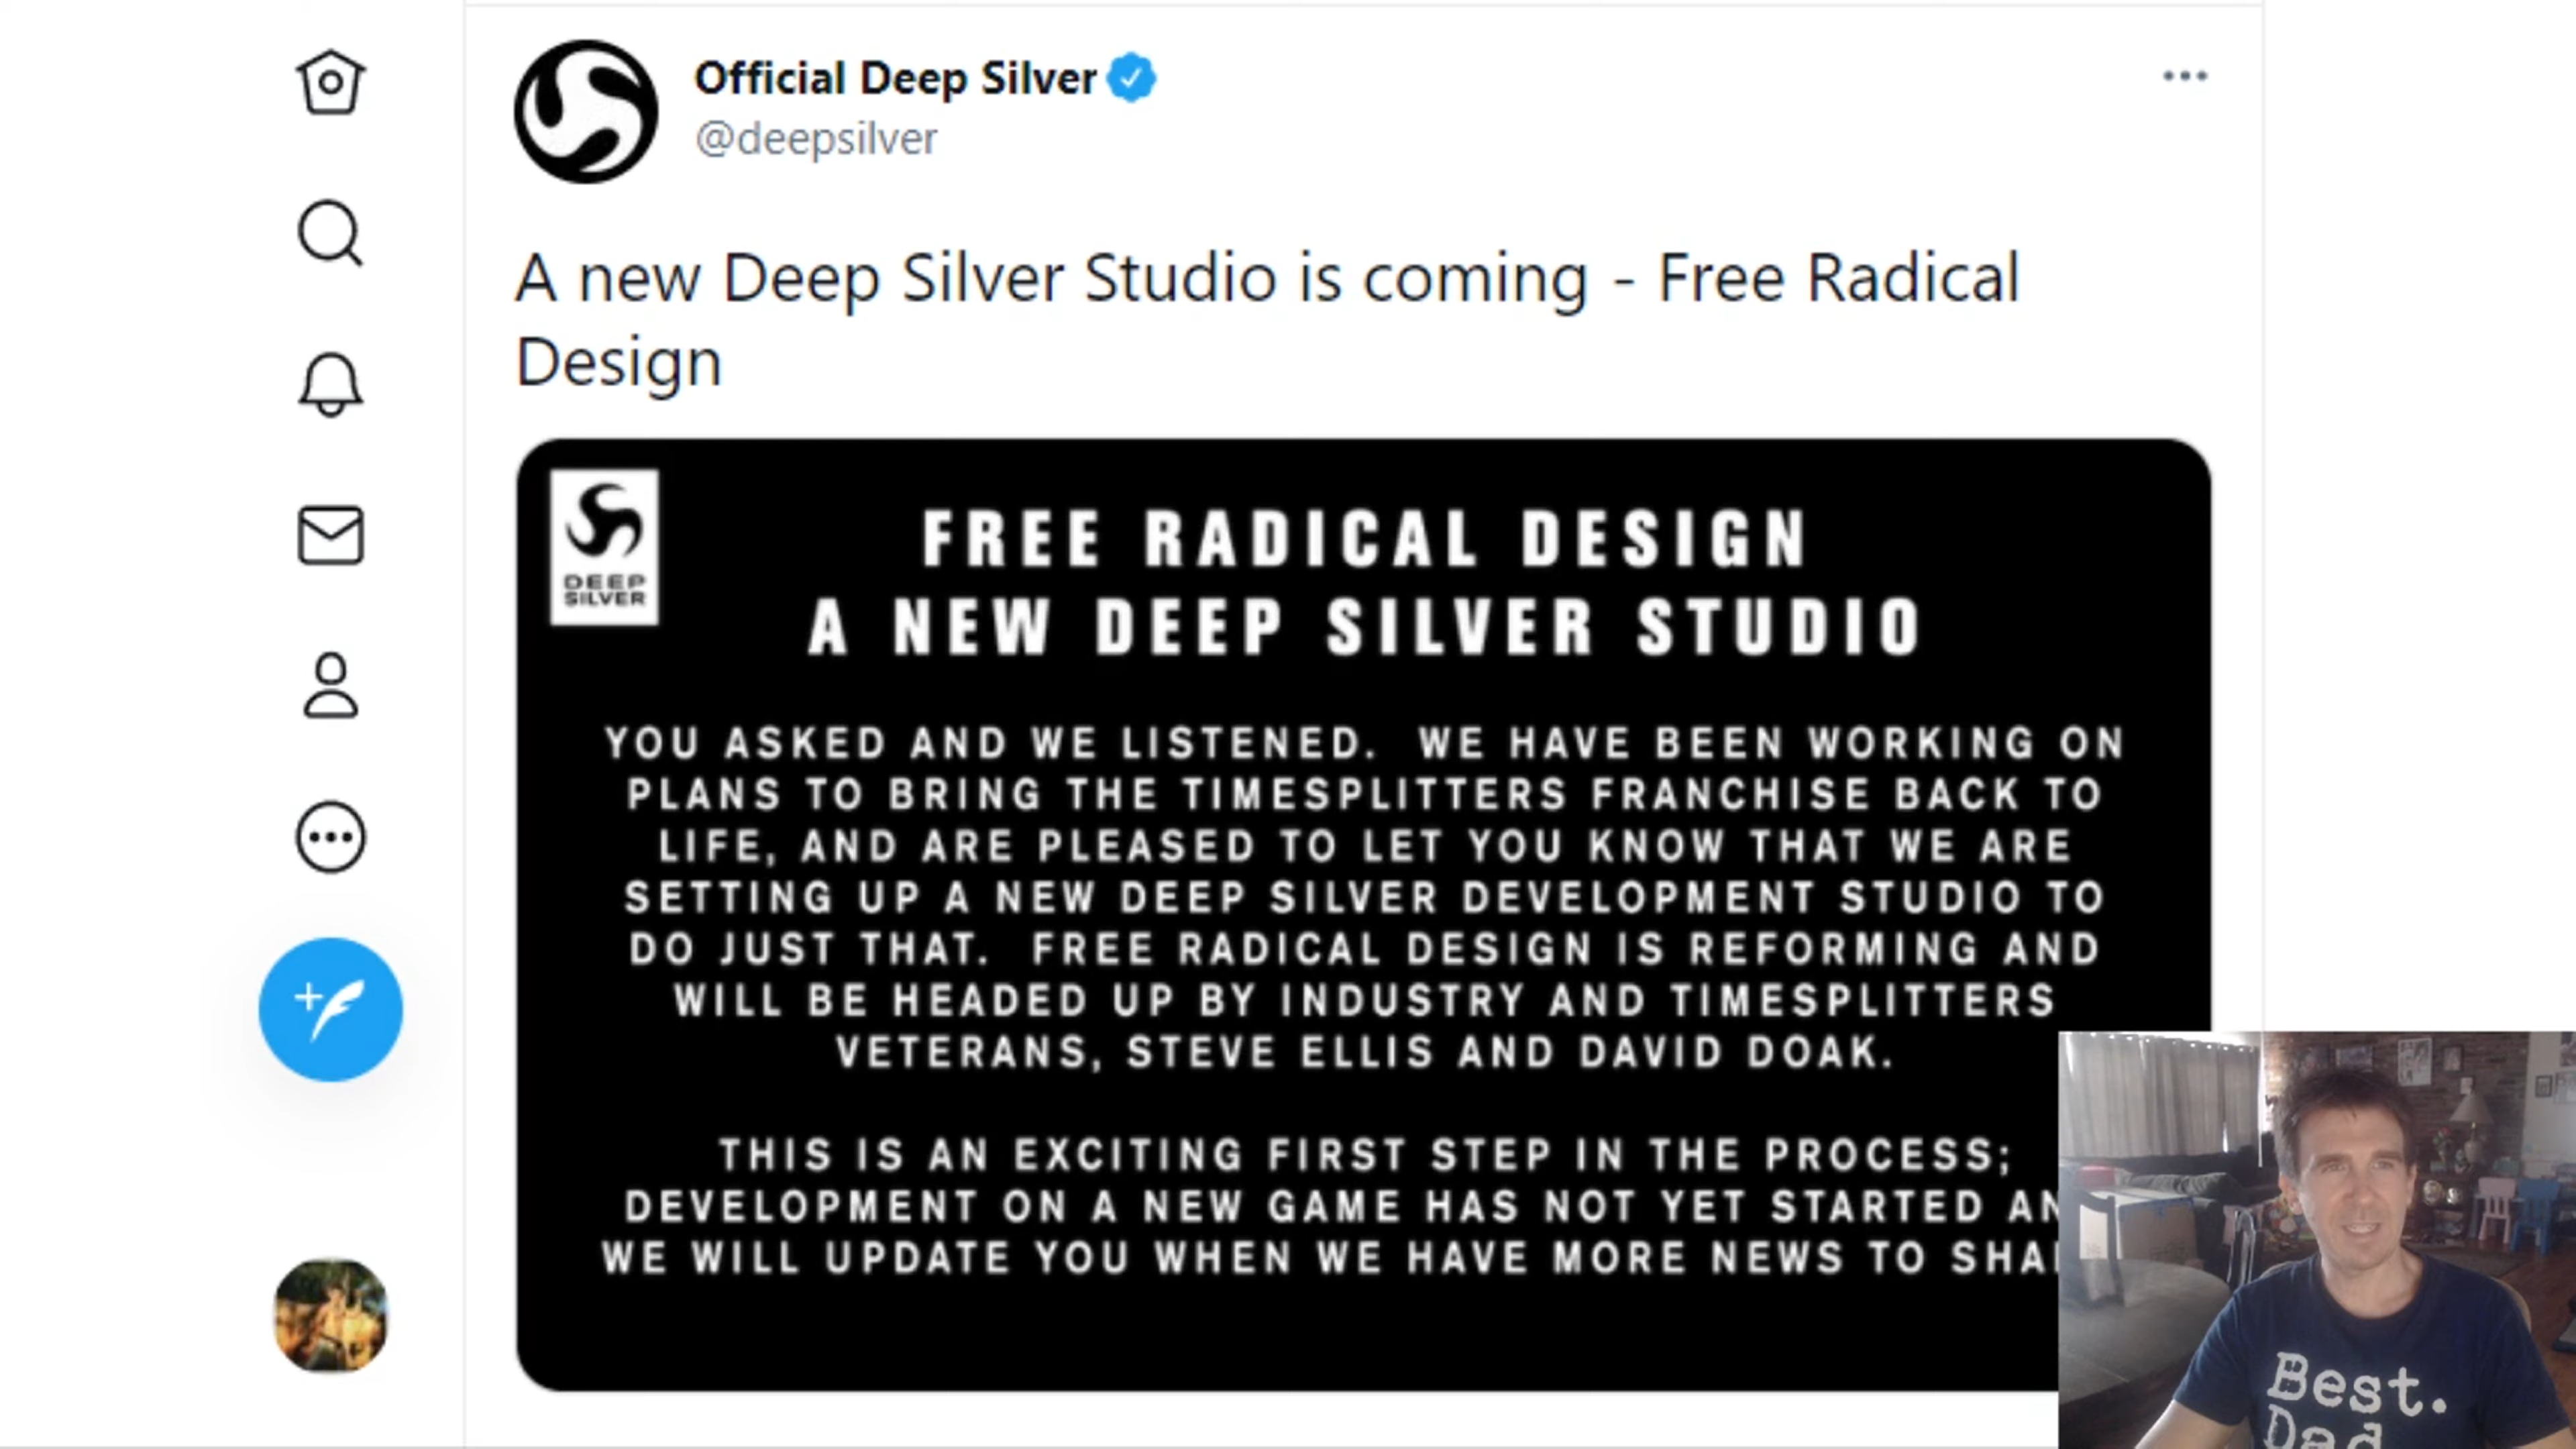 Official Deep Silver
@deepsilver
A new Deep Silver Studio is coming - Free Radical
Design
DEEP
SILVER
FREE RADICAL DESIGN
A NEW DEEP SILVER STUDIO
YOU ASKED AND WE LISTENED. WE HAVE BEEN WORKING ON
PLANS TO BRING THE TIMESPLITTERS FRANCHISE BACK TO
LIFE, AND ARE PLEASED TO LET YOU KNOW THAT WE ARE
SETTING UP A NEW DEEP SILVER DEVELOPMENT STUDIO TO
DO JUST THAT. FREE RADICAL DESIGN IS REFORMING AND
WILL BE HEADED UP BY INDUSTRY AND TIMESPLITTERS
VETERANS, STEVE ELLIS AND DAVID DOAK.
THIS IS AN EXCITING FIRST STEP IN THE PROCESS;
DEVELOPMENT ON A NEW GAME HAS NOT YET STARTED
WE WILL UPDATE YOU WHEN WE HAVE MORE NEWS TO
Best.
Dad